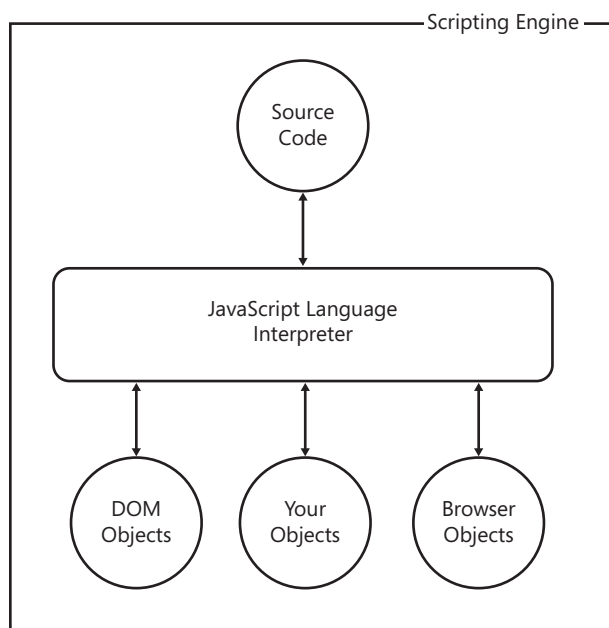 Scripting Engine
Source
Code
JavaScript Language
Interpreter
DOM
Objects
Your
Objects
Browser
Objects